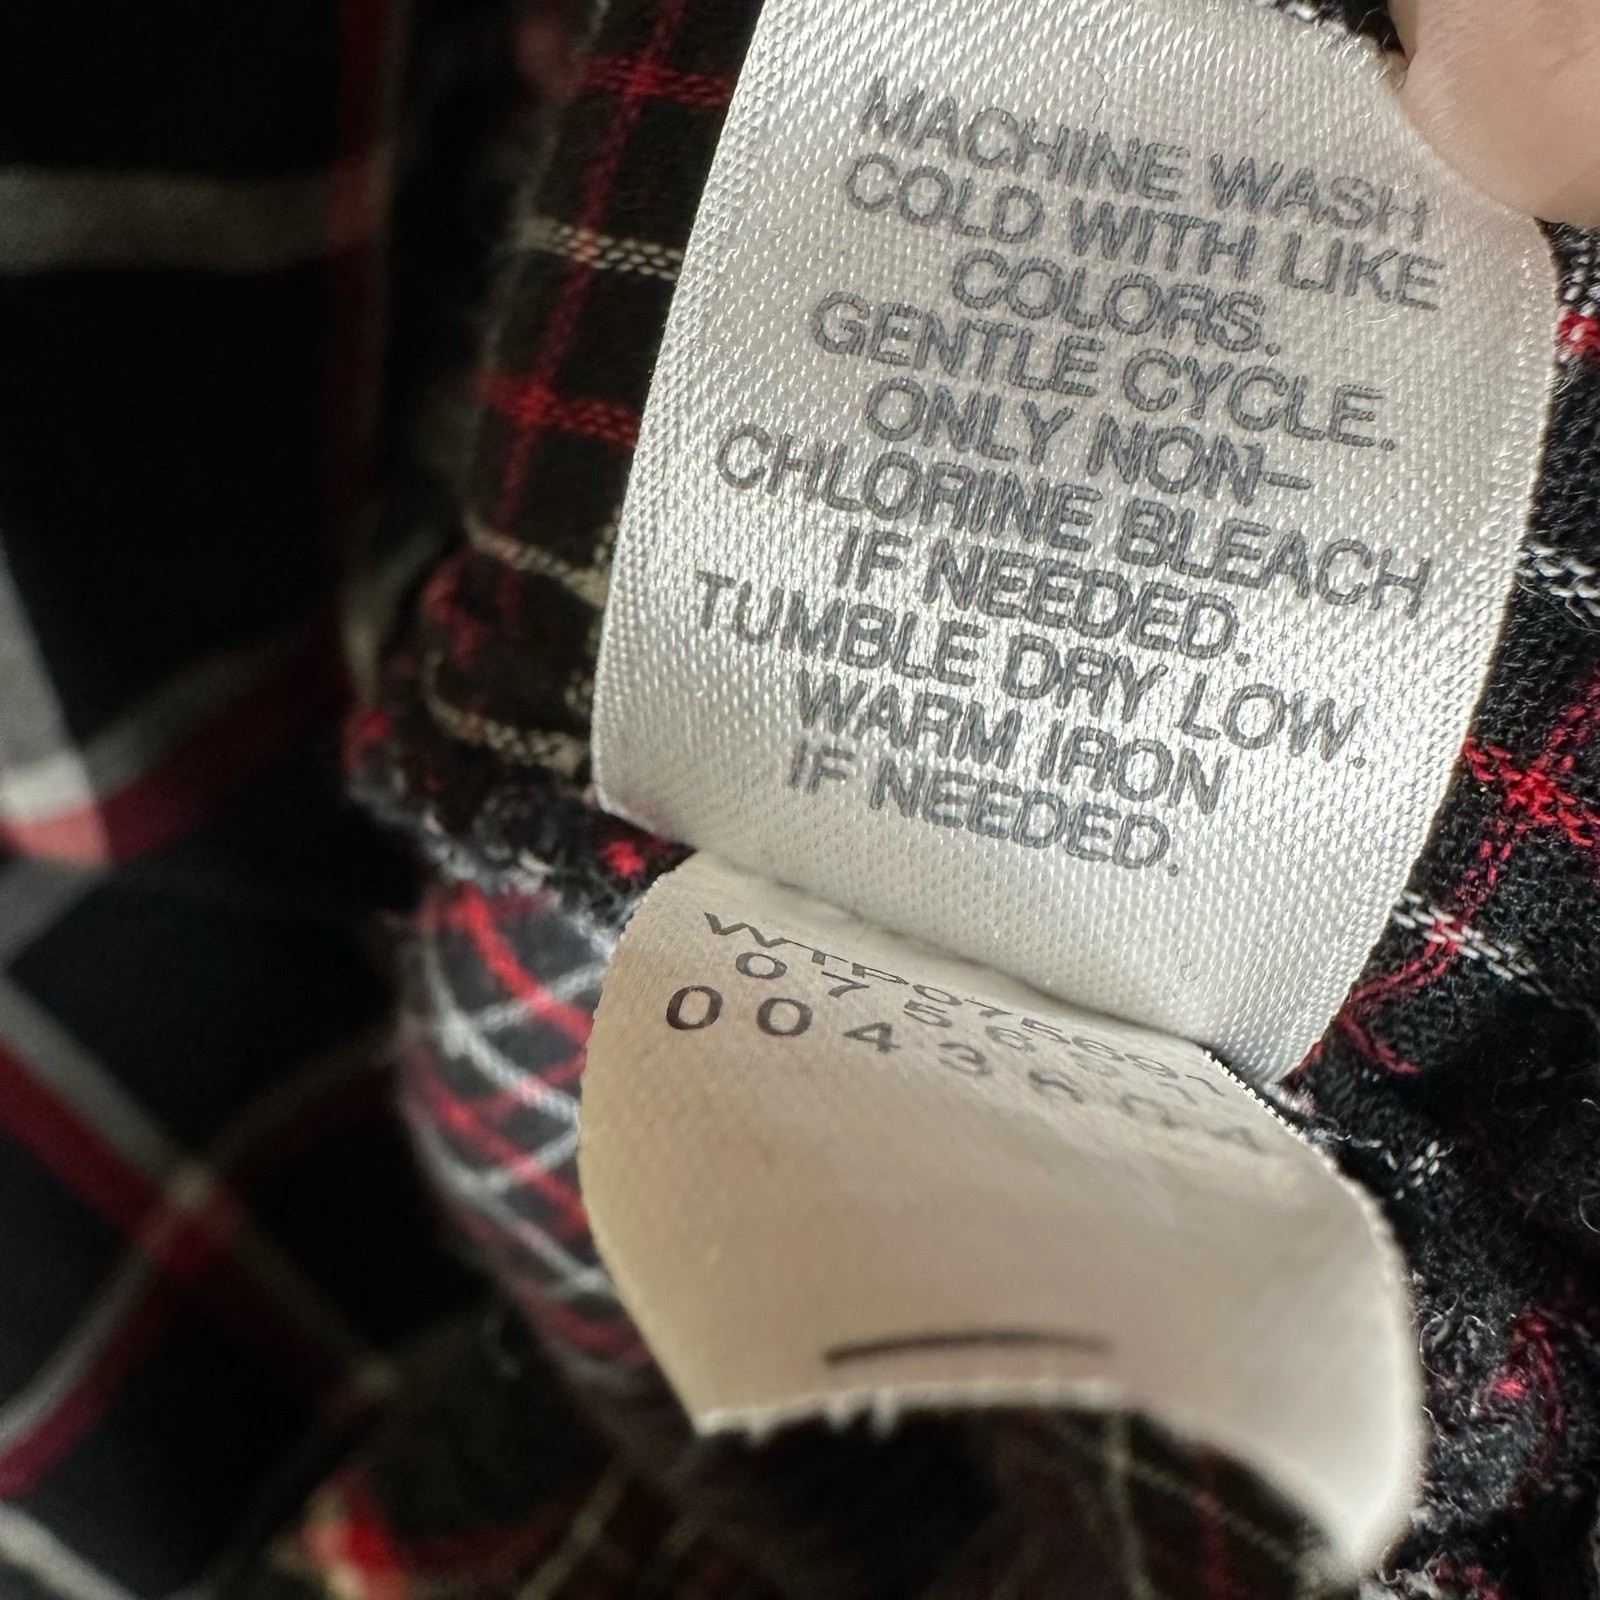 MACHINE WASH
COLD WITH LIKE
COLORS.
GENTLE CYCLE.
ONLY NON-
CHLORINE BLEACH
IF NEEDED.
TUMBLE DRY LOW.
WARM IRON
IF NEEDED.